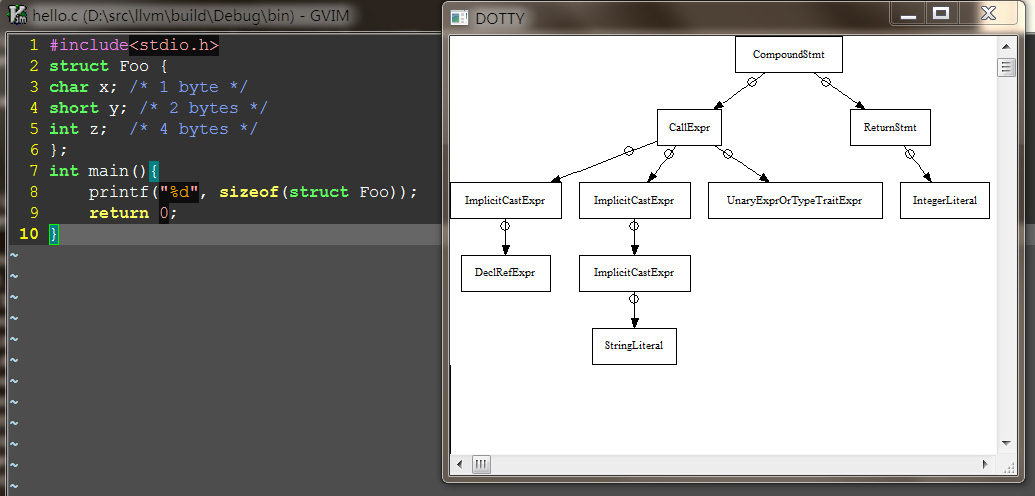 hello.c (D:\src\llvm\build\Debug\bin) - GVIM
1 #include<stdio.h>
2 struct Foo {
3 char x; /* 1 byte */
4 short y; /* 2 bytes */
5 int z;  /* 4 bytes */
6 };
7 int main(){
8     printf("%d", sizeof(struct Foo));
9     return 0;
10 }
~
~
~
~
~
~
~
~
~
~
~
~
DOTTY
CompoundStmt
CallExpr ReturnStmt
ImplicitCastExpr ImplicitCastExpr UnaryExprOrTypeTraitExpr IntegerLiteral
DeclRefExpr ImplicitCastExpr
StringLiteral